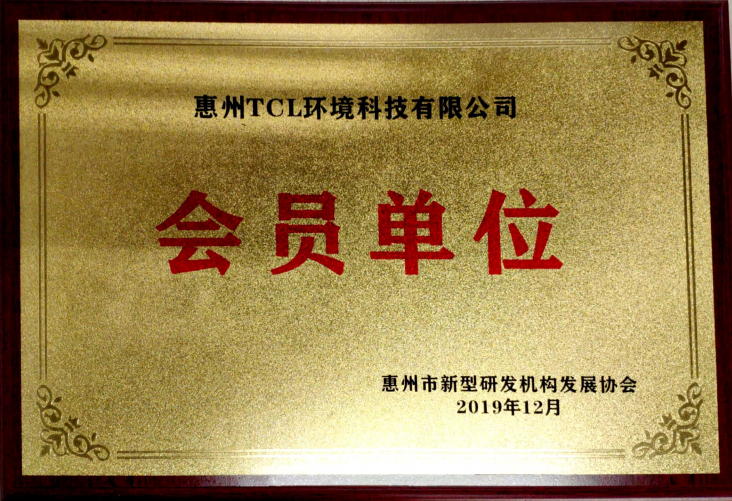 惠州TCL环境科技有限公司
会员单位
惠州市新型研发机构发展协会
2019年12月